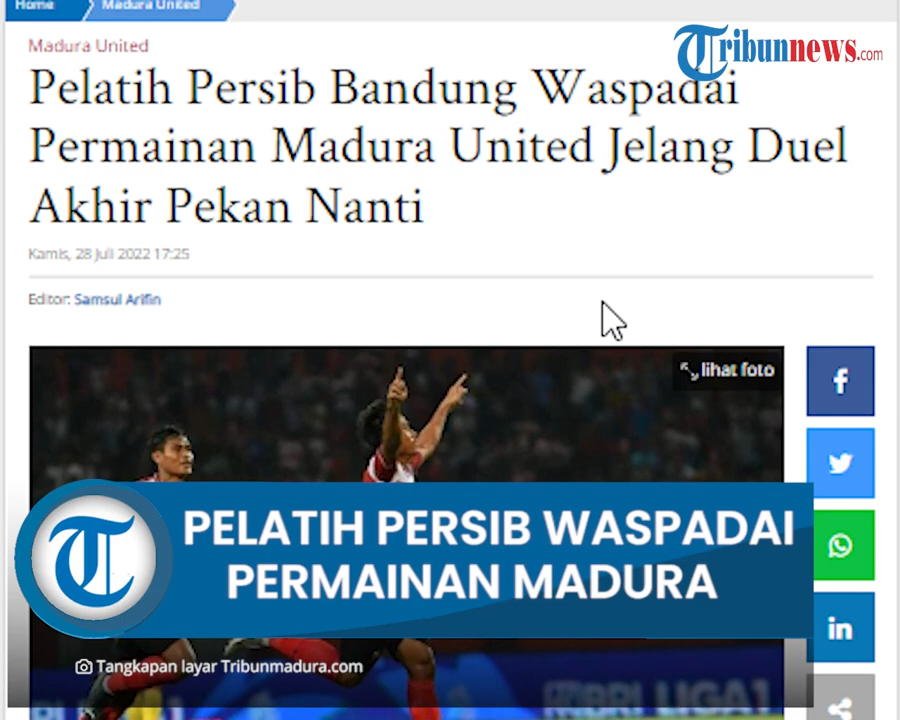 Home
Madura United
Tribunnews.com
Madura United
Pelatih Persib Bandung Waspadai
Permainan Madura United Jelang Duel
Akhir Pekan Nanti
Kamis, 28 Juli 2022 17:25
Editor: Samsul Arifin
lihat foto
PELATIH PERSIB WASPADAI
PERMAINAN MADURA
Tangkapan layar Tribunmadura.com
BRI LIGA1